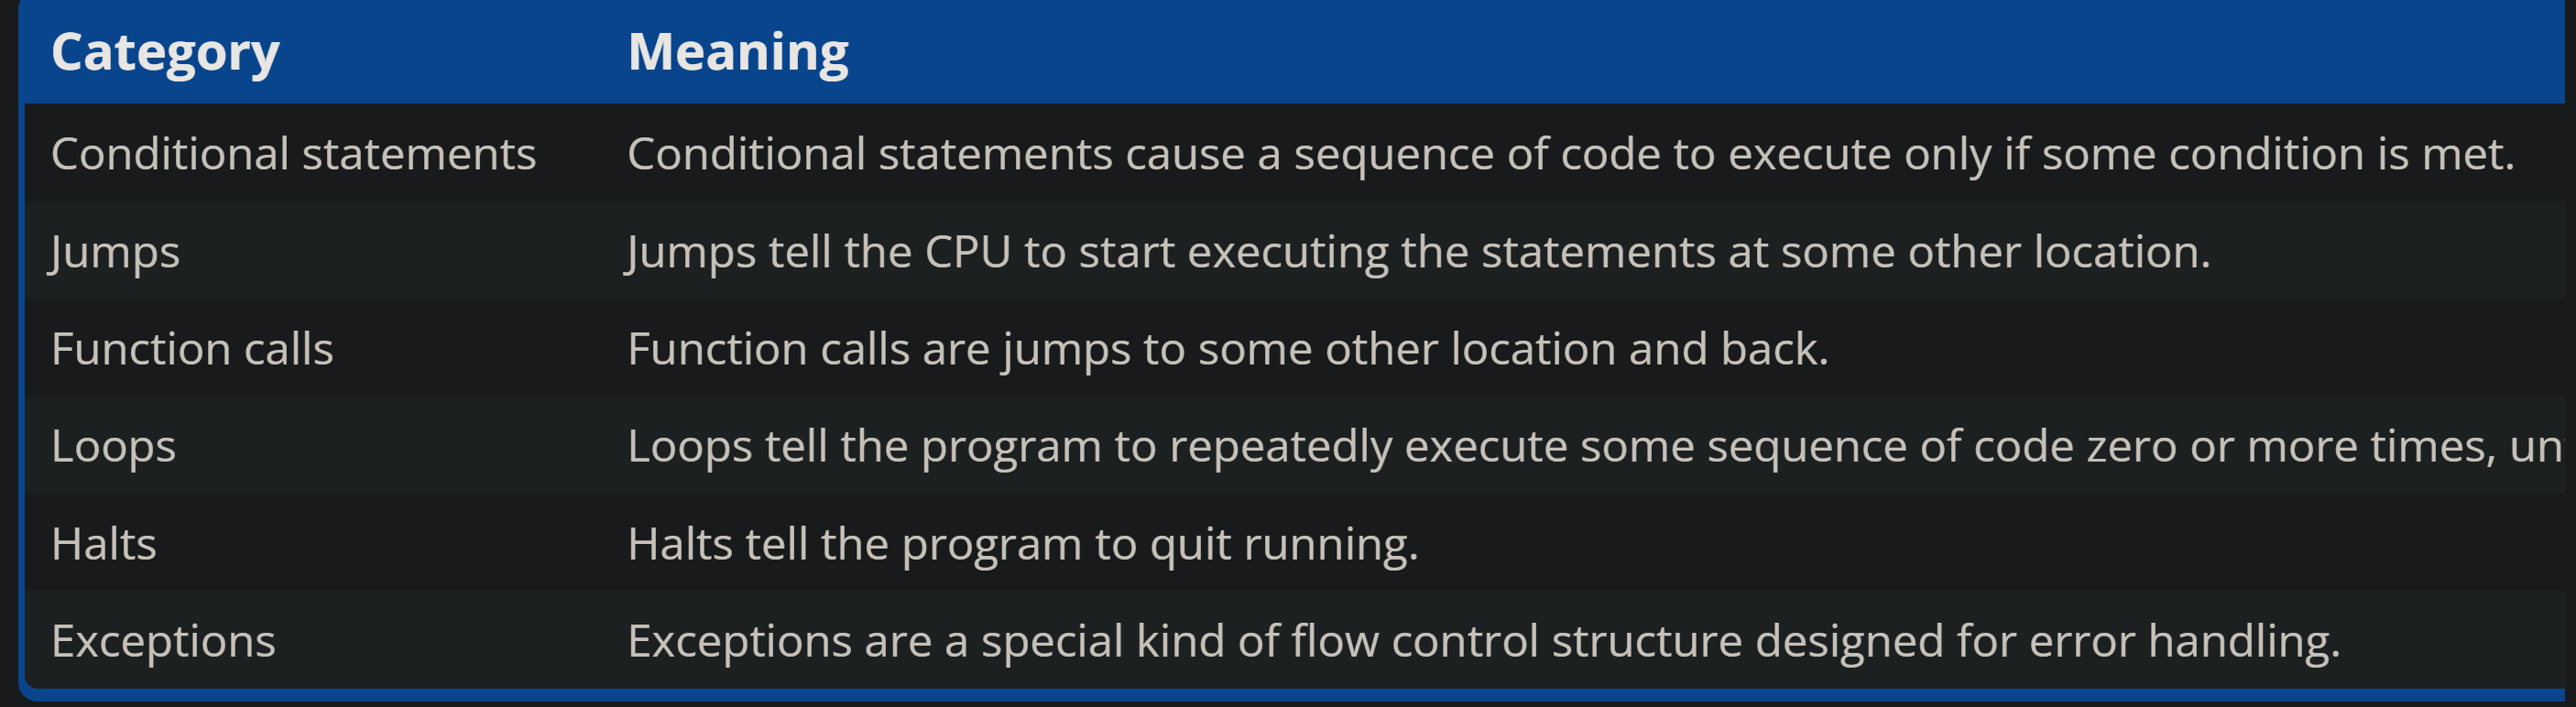 Category Meaning
Conditional statements Conditional statements cause a sequence of code to execute only if some condition is met.
Jumps Jumps tell the CPU to start executing the statements at some other location.
Function calls Function calls are jumps to some other location and back.
Loops Loops tell the program to repeatedly execute some sequence of code zero or more times,
Halts Halts tell the program to quit running.
Exceptions Exceptions are a special kind of flow control structure designed for error handling.